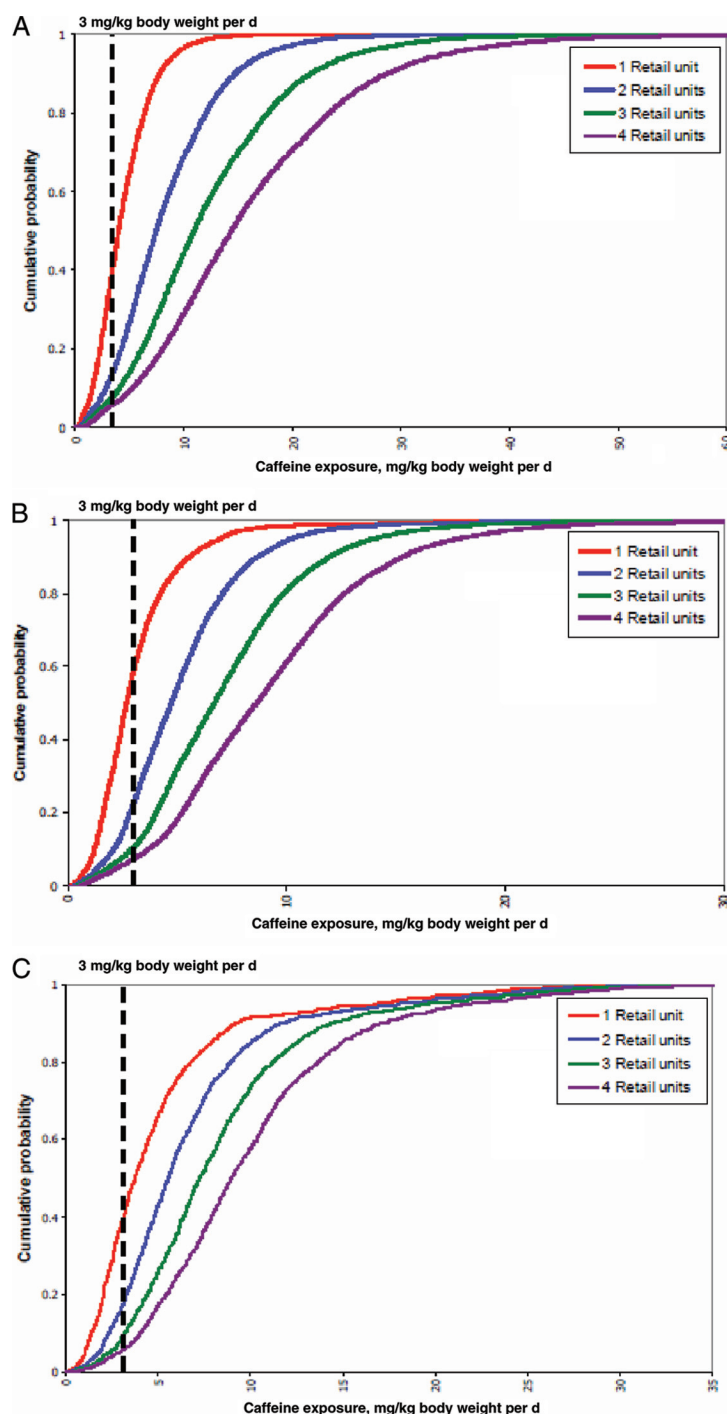 A
3 mg/kg body weight per d
1
0.8
0.6
0.4
0.2
0
Cumulative probability
1 Retail unit
2 Retail units
3 Retail units
4 Retail units
0
10
20
30
40
50
60
Caffeine exposure, mg/kg body weight per d
B
3 mg/kg body weight per d
1
0.8
0.6
0.4
0.2
0
Cumulative probability
1 Retail unit
2 Retail units
3 Retail units
4 Retail units
0
10
20
30
Caffeine exposure, mg/kg body weight per d
C
3 mg/kg body weight per d
1
0.8
0.6
0.4
0.2
0
Cumulative probability
1 Retail unit
2 Retail units
3 Retail units
4 Retail units
0
5
10
15
20
25
30
35
Caffeine exposure, mg/kg body weight per d